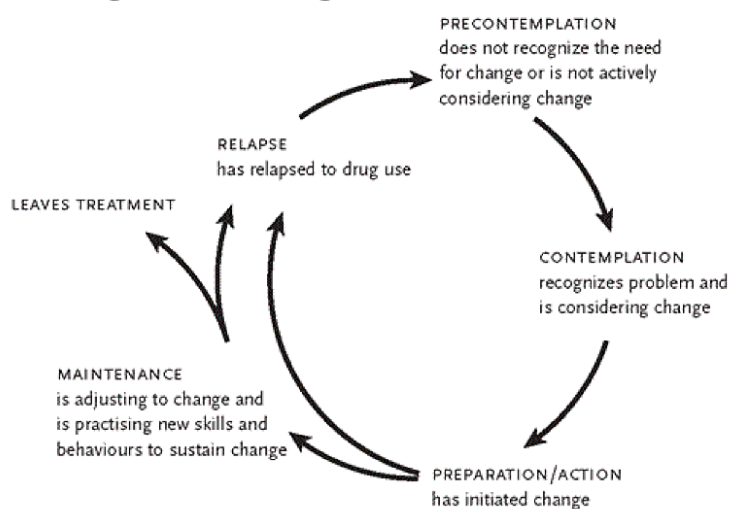 PRECONTEMPLATION
does not recognize the need
for change or is not actively
considering change
RELAPSE
has relapsed to drug use
LEAVES TREATMENT
CONTEMPLATION
recognizes problem and
is considering change
MAINTENANCE
is adjusting to change and
is practising new skills and
behaviours to sustain change
PREPARATION/ACTION
has initiated change